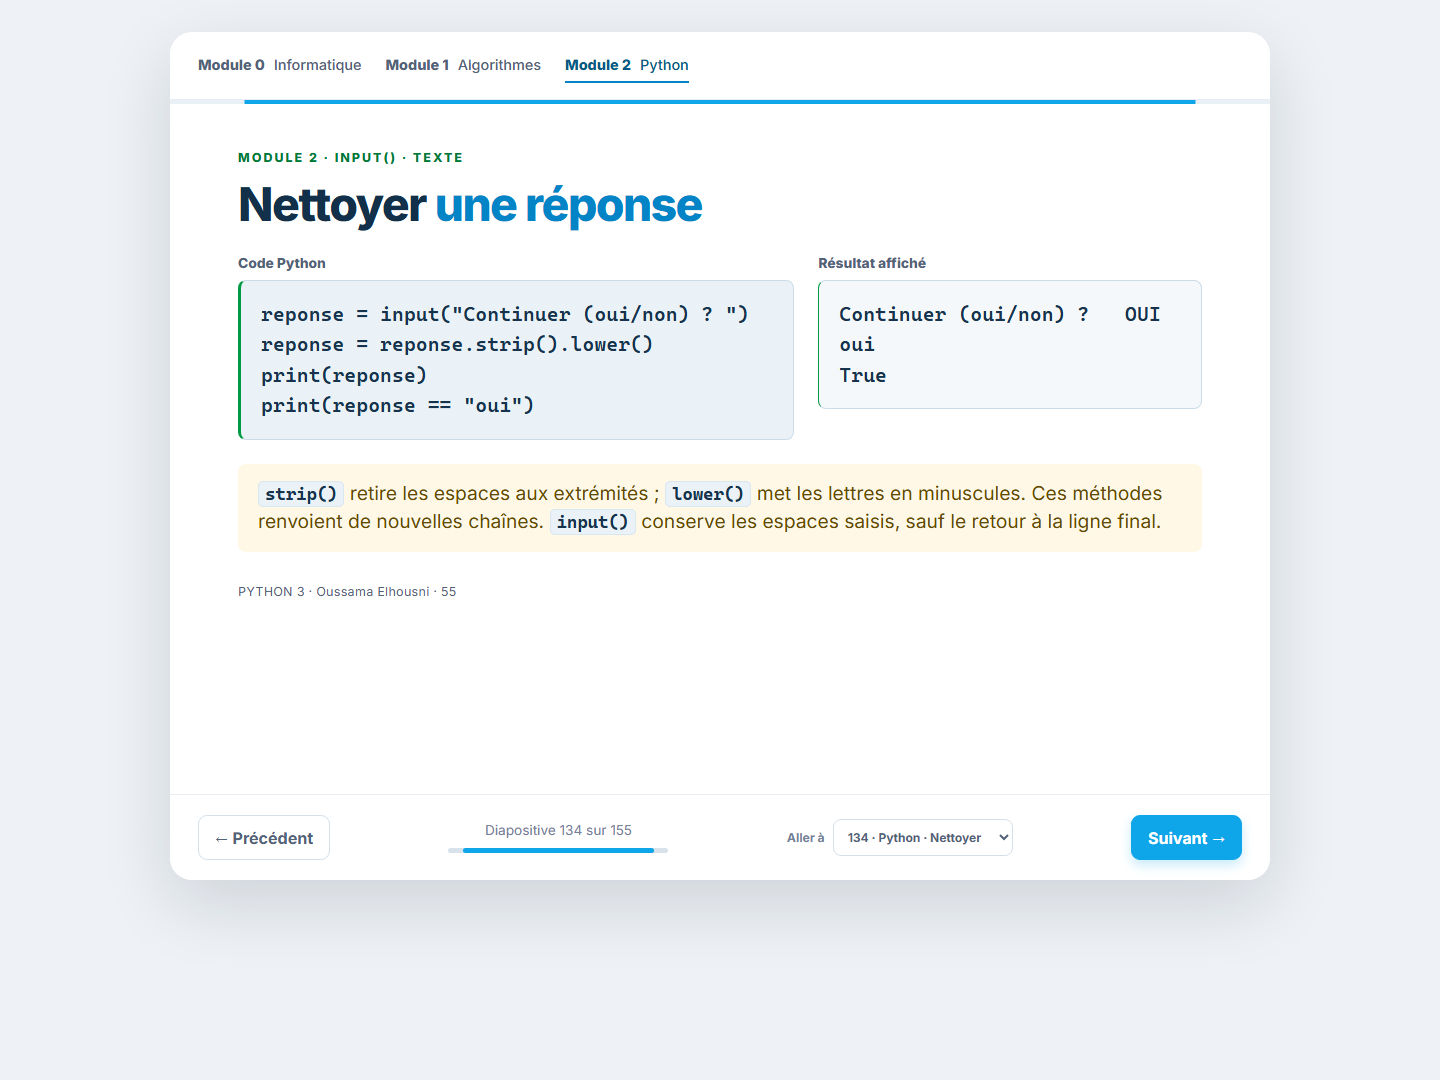 Module 0 Informatique Module 1 Algorithmes Module 2 Python
MODULE 2 · INPUT() · TEXTE
Nettoyer une réponse
Code Python
reponse = input("Continuer (oui/non) ? ")
reponse = reponse.strip().lower()
print(reponse)
print(reponse == "oui")
Résultat affiché
Continuer (oui/non) ?   OUI
oui
True
strip() retire les espaces aux extrémités ; lower() met les lettres en minuscules. Ces méthodes
renvoient de nouvelles chaînes. input() conserve les espaces saisis, sauf le retour à la ligne final.
PYTHON 3 · Oussama Elhousni · 55
← Précédent
Diapositive 134 sur 155
Aller à 134 · Python · Nettoyer
Suivant →